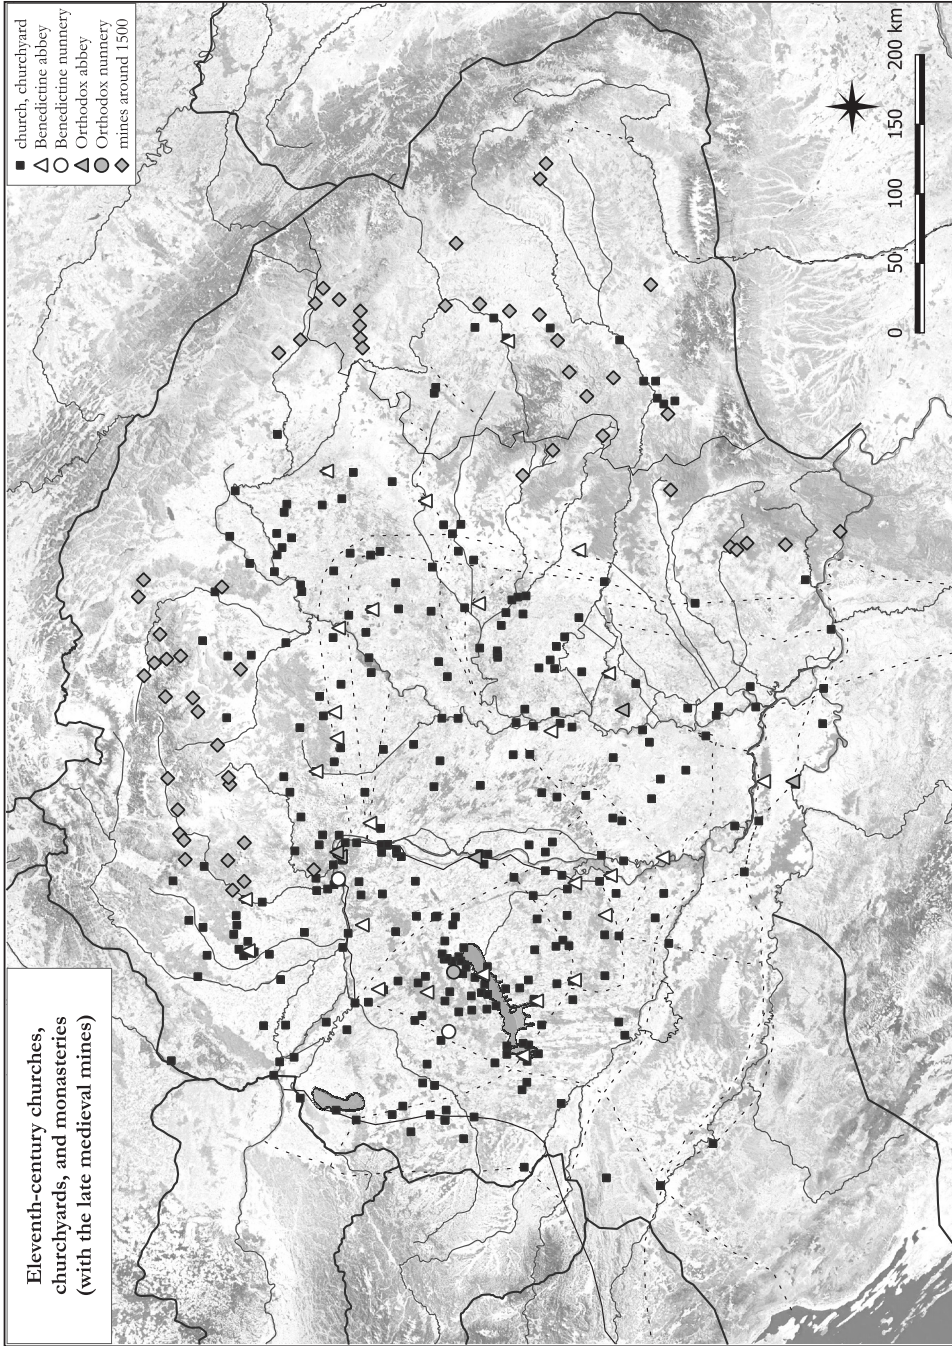 Eleventh-century churches,
churchyards, and monasteries
(with the late medieval mines)
church, churchyard
Benedictine abbey
Benedictine nunnery
Orthodox abbey
Orthodox nunnery
mines around 1500
0 50 100 150 200 km